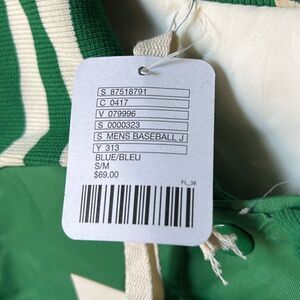 S 87518791
C 0417
V 079996
S 0000323
S MENS BASEBALL J
Y 313
BLUE/BLEU
S/M
$69.00
FL_38